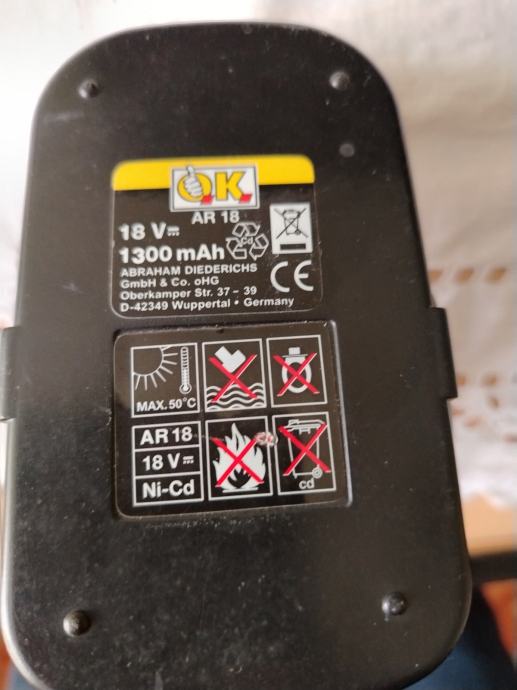 O.K.
AR 18
18 V⎓
1300 mAh
Cd
ABRAHAM DIEDERICHS
GmbH & Co. oHG
Oberkamper Str. 37 – 39
D-42349 Wuppertal • Germany
CE
MAX. 50°C
AR 18
18 V⎓
Ni-Cd
cd